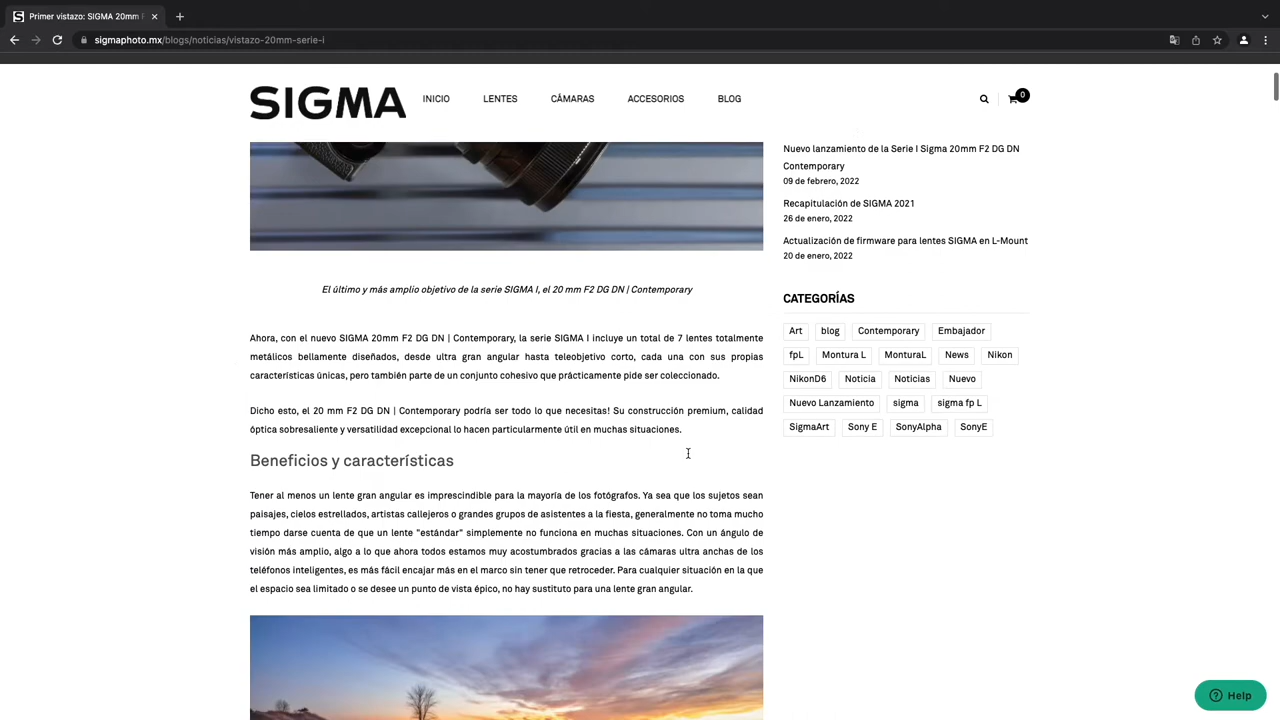 Primer vistazo: SIGMA 20mm F
sigmaphoto.mx/blogs/noticias/vistazo-20mm-serie-i
SIGMA
INICIO
LENTES
CÁMARAS
ACCESORIOS
BLOG
0
El último y más amplio objetivo de la serie SIGMA I, el 20 mm F2 DG DN | Contemporary
Ahora, con el nuevo SIGMA 20mm F2 DG DN | Contemporary, la serie SIGMA I incluye un total de 7 lentes totalmente
metálicos bellamente diseñados, desde ultra gran angular hasta teleobjetivo corto, cada una con sus propias
características únicas, pero también parte de un conjunto cohesivo que prácticamente pide ser coleccionado.
Dicho esto, el 20 mm F2 DG DN | Contemporary podría ser todo lo que necesitas! Su construcción premium, calidad
óptica sobresaliente y versatilidad excepcional lo hacen particularmente útil en muchas situaciones.
Beneficios y características
Tener al menos un lente gran angular es imprescindible para la mayoría de los fotógrafos. Ya sea que los sujetos sean
paisajes, cielos estrellados, artistas callejeros o grandes grupos de asistentes a la fiesta, generalmente no toma mucho
tiempo darse cuenta de que un lente "estándar" simplemente no funciona en muchas situaciones. Con un ángulo de
visión más amplio, algo a lo que ahora todos estamos muy acostumbrados gracias a las cámaras ultra anchas de los
teléfonos inteligentes, es más fácil encajar más en el marco sin tener que retroceder. Para cualquier situación en la que
el espacio sea limitado o se desee un punto de vista épico, no hay sustituto para una lente gran angular.
Nuevo lanzamiento de la Serie I Sigma 20mm F2 DG DN
Contemporary
09 de febrero, 2022
Recapitulación de SIGMA 2021
26 de enero, 2022
Actualización de firmware para lentes SIGMA en L-Mount
20 de enero, 2022
CATEGORÍAS
Art
blog
Contemporary
Embajador
fpL
Montura L
MonturaL
News
Nikon
NikonD6
Noticia
Noticias
Nuevo
Nuevo Lanzamiento
sigma
sigma fp L
SigmaArt
Sony E
SonyAlpha
SonyE
Help